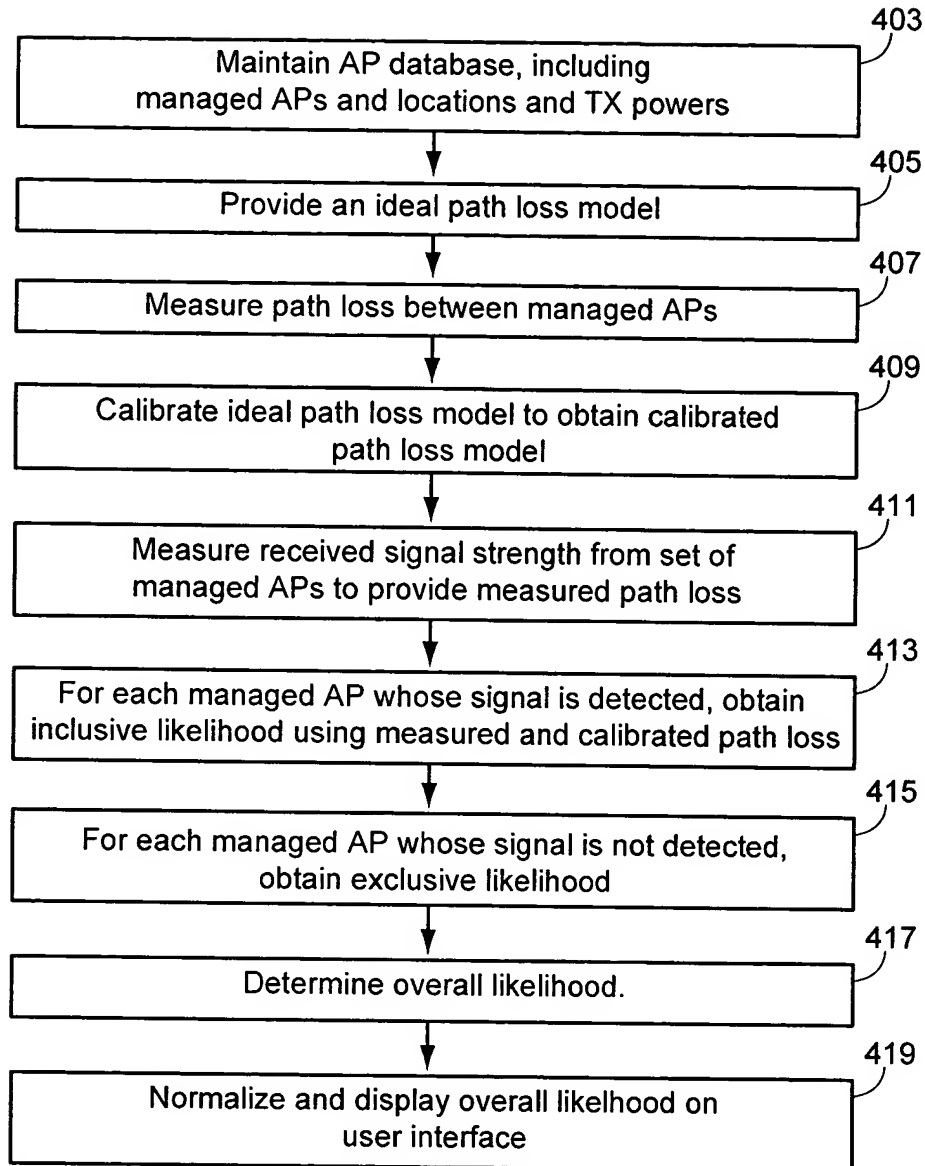 403
Maintain AP database, including
managed APs and locations and TX powers
405
Provide an ideal path loss model
407
Measure path loss between managed APs
409
Calibrate ideal path loss model to obtain calibrated
path loss model
411
Measure received signal strength from set of
managed APs to provide measured path loss
413
For each managed AP whose signal is detected, obtain
inclusive likelihood using measured and calibrated path loss
415
For each managed AP whose signal is not detected,
obtain exclusive likelihood
417
Determine overall likelihood.
419
Normalize and display overall likelhood on
user interface